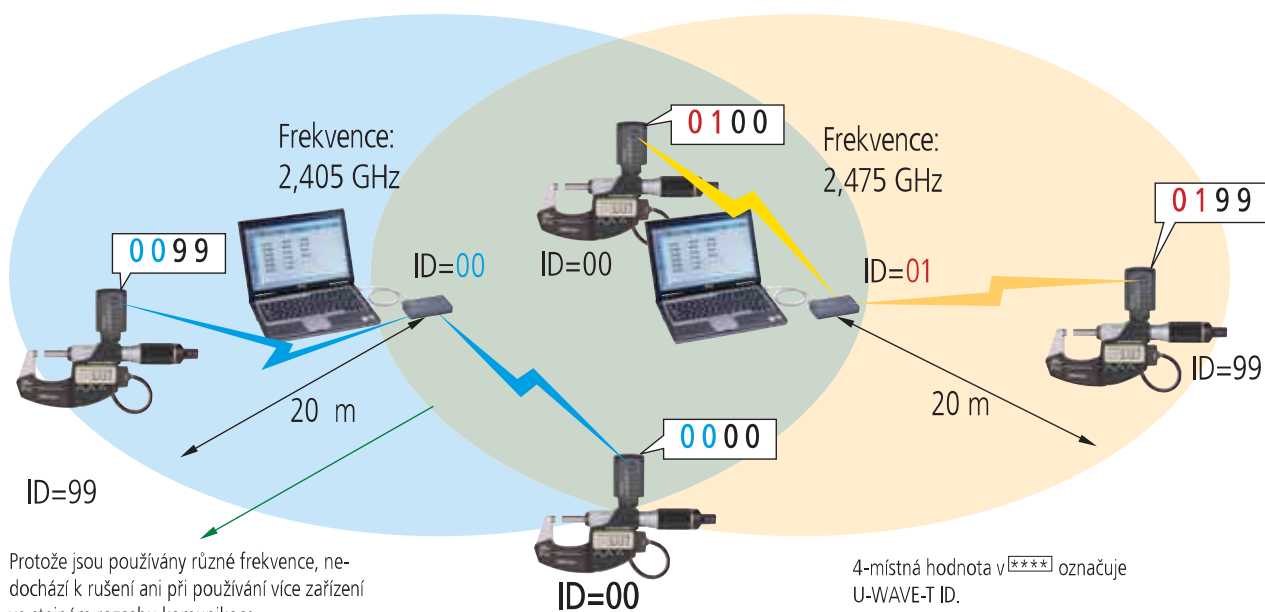 Frekvence:
2,405 GHz
0100
Frekvence:
2,475 GHz
0199
0099
ID=00
ID=00
ID=01
ID=99
20 m
20 m
0000
ID=99
ID=00
Protože jsou používány různé frekvence, ne-
dochází k rušení ani při používání více zařízení
4-místná hodnota v **** označuje
U-WAVE-T ID.